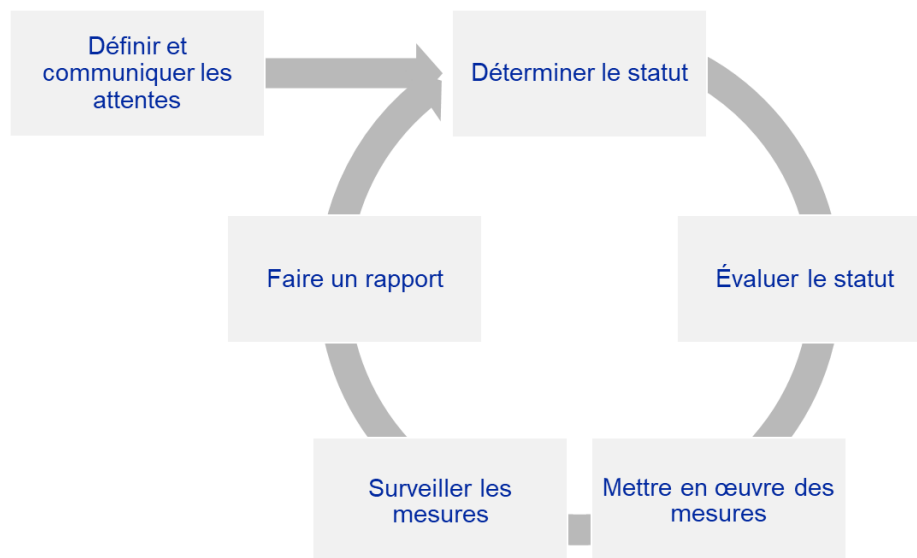 Définir et
communiquer les
attentes
Déterminer le statut
Évaluer le statut
Mettre en œuvre des
mesures
Surveiller les
mesures
Faire un rapport